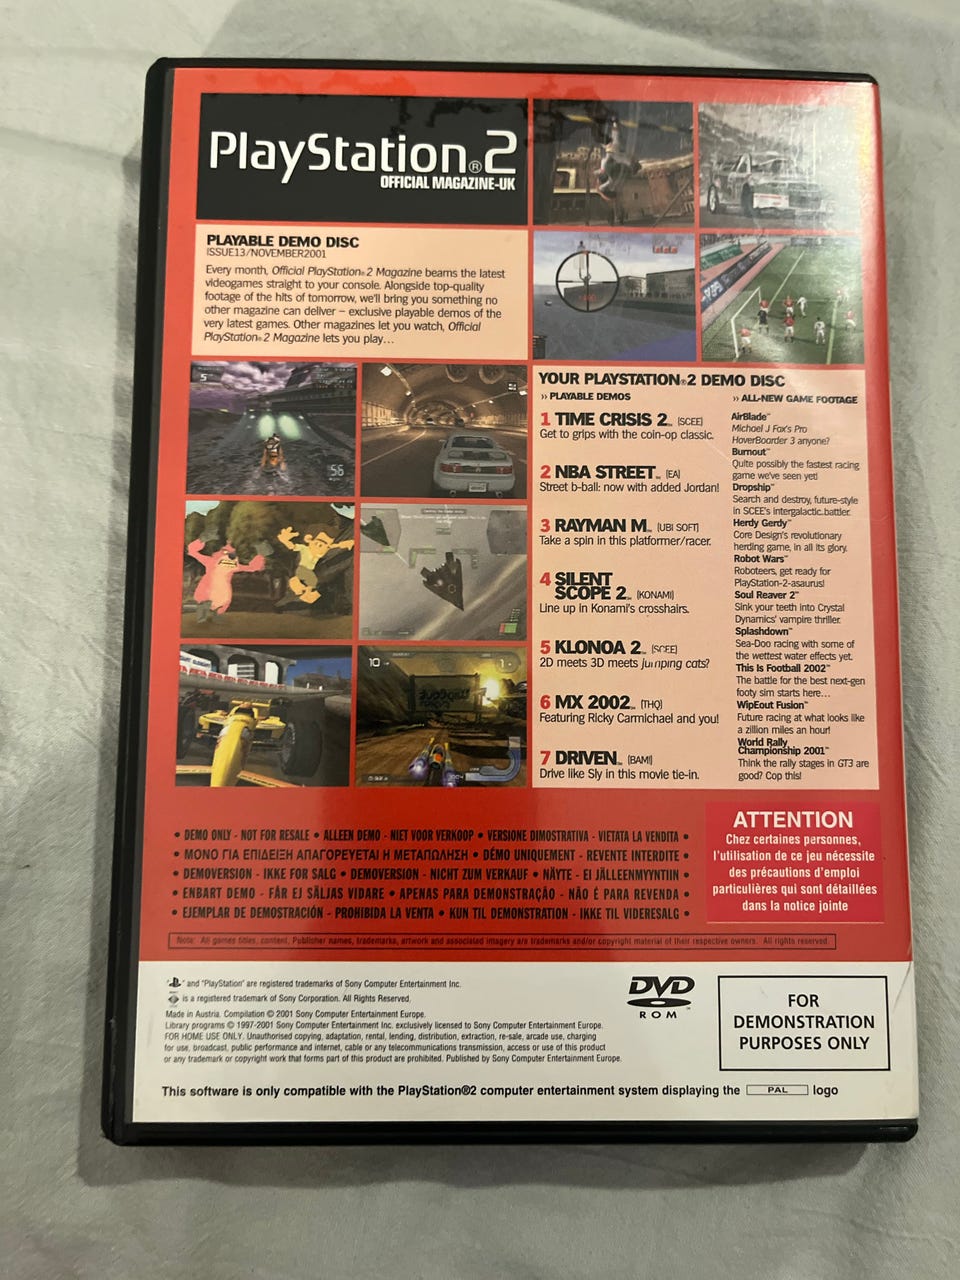 PlayStation®2
OFFICIAL MAGAZINE-UK
PLAYABLE DEMO DISC
ISSUE13/NOVEMBER2001
Every month, Official PlayStation®2 Magazine beams the latest
videogames straight to your console. Alongside top-quality
footage of the hits of tomorrow, we'll bring you something no
other magazine can deliver – exclusive playable demos of the
very latest games. Other magazines let you watch, Official
PlayStation®2 Magazine lets you play...
YOUR PLAYSTATION®2 DEMO DISC
›› PLAYABLE DEMOS
1 TIME CRISIS 2™ (SCEE)
Get to grips with the coin-op classic.
2 NBA STREET™ (EA)
Street b-ball: now with added Jordan!
3 RAYMAN M™ (UBI SOFT)
Take a spin in this platformer/racer.
4 SILENT
SCOPE 2™ (KONAMI)
Line up in Konami's crosshairs.
5 KLONOA 2™ (SCEE)
2D meets 3D meets jumping cats?
6 MX 2002™ (THQ)
Featuring Ricky Carmichael and you!
7 DRIVEN™ (BAMI)
Drive like Sly in this movie tie-in.
›› ALL-NEW GAME FOOTAGE
AirBlade™
Michael J Fox's Pro
HoverBoarder 3 anyone?
Burnout™
Quite possibly the fastest racing
game we've seen yet!
Dropship™
Search and destroy, future-style
in SCEE's intergalactic battler.
Herdy Gerdy™
Core Design's revolutionary
herding game, in all its glory.
Robot Wars™
Roboteers, get ready for
PlayStation-2-asaurus!
Soul Reaver 2™
Sink your teeth into Crystal
Dynamics' vampire thriller.
Splashdown™
Sea-Doo racing with some of
the wettest water effects yet.
This Is Football 2002™
The battle for the best next-gen
footy sim starts here...
WipEout Fusion™
Future racing at what looks like
a zillion miles an hour!
World Rally
Championship 2001™
Think the rally stages in GT3 are
good? Cop this!
5
56
10
1
• DEMO ONLY - NOT FOR RESALE • ALLEEN DEMO - NIET VOOR VERKOOP • VERSIONE DIMOSTRATIVA - VIETATA LA VENDITA •
• ΜΟΝΟ ΓΙΑ ΕΠΙΔΕΙΞΗ ΑΠΑΓΟΡΕΥΕΤΑΙ Η ΜΕΤΑΠΩΛΗΣΗ • DÉMO UNIQUEMENT - REVENTE INTERDITE •
• DEMOVERSION - IKKE FOR SALG • DEMOVERSION - NICHT ZUM VERKAUF • NÄYTE - EI JÄLLEENMYYNTIIN •
• ENBART DEMO - FÅR EJ SÄLJAS VIDARE • APENAS PARA DEMONSTRAÇÃO - NÃO É PARA REVENDA •
• EJEMPLAR DE DEMOSTRACIÓN - PROHIBIDA LA VENTA • KUN TIL DEMONSTRATION - IKKE TIL VIDERESALG •
ATTENTION
Chez certaines personnes,
l'utilisation de ce jeu nécessite
des précautions d'emploi
particulières qui sont détaillées
dans la notice jointe
Note: All games titles, content, Publisher names, trademarks, artwork and associated imagery are trademarks and/or copyright material of their respective owners. All rights reserved.
" " and "PlayStation" are registered trademarks of Sony Computer Entertainment Inc.
is a registered trademark of Sony Corporation. All Rights Reserved.
Made in Austria. Compilation © 2001 Sony Computer Entertainment Europe.
Library programs © 1997-2001 Sony Computer Entertainment Inc. exclusively licensed to Sony Computer Entertainment Europe.
FOR HOME USE ONLY. Unauthorised copying, adaptation, rental, lending, distribution, extraction, re-sale, arcade use, charging
for use, broadcast, public performance and internet, cable or any telecommunications transmission, access or use of this product
or any trademark or copyright work that forms part of this product are prohibited. Published by Sony Computer Entertainment Europe.
DVD™
ROM
FOR
DEMONSTRATION
PURPOSES ONLY
This software is only compatible with the PlayStation®2 computer entertainment system displaying the PAL logo